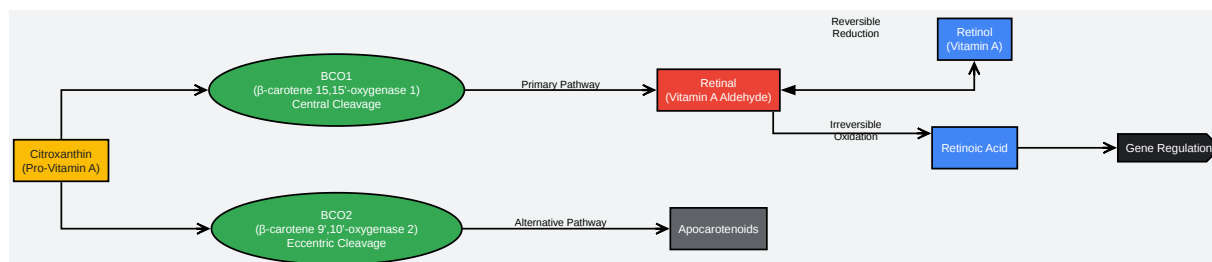 Citroxanthin
(Pro-Vitamin A)
BCO1
(β-carotene 15,15'-oxygenase 1)
Central Cleavage
Primary Pathway
Retinal
(Vitamin A Aldehyde)
Reversible
Reduction
Retinol
(Vitamin A)
Irreversible
Oxidation
Retinoic Acid
Gene Regulation
BCO2
(β-carotene 9',10'-oxygenase 2)
Eccentric Cleavage
Alternative Pathway
Apocarotenoids